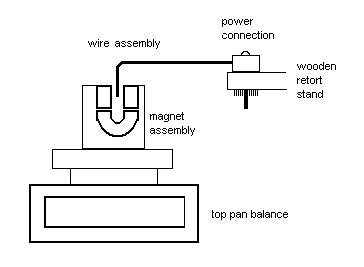 power
connection
wire assembly
wooden
retort
stand
magnet
assembly
top pan balance